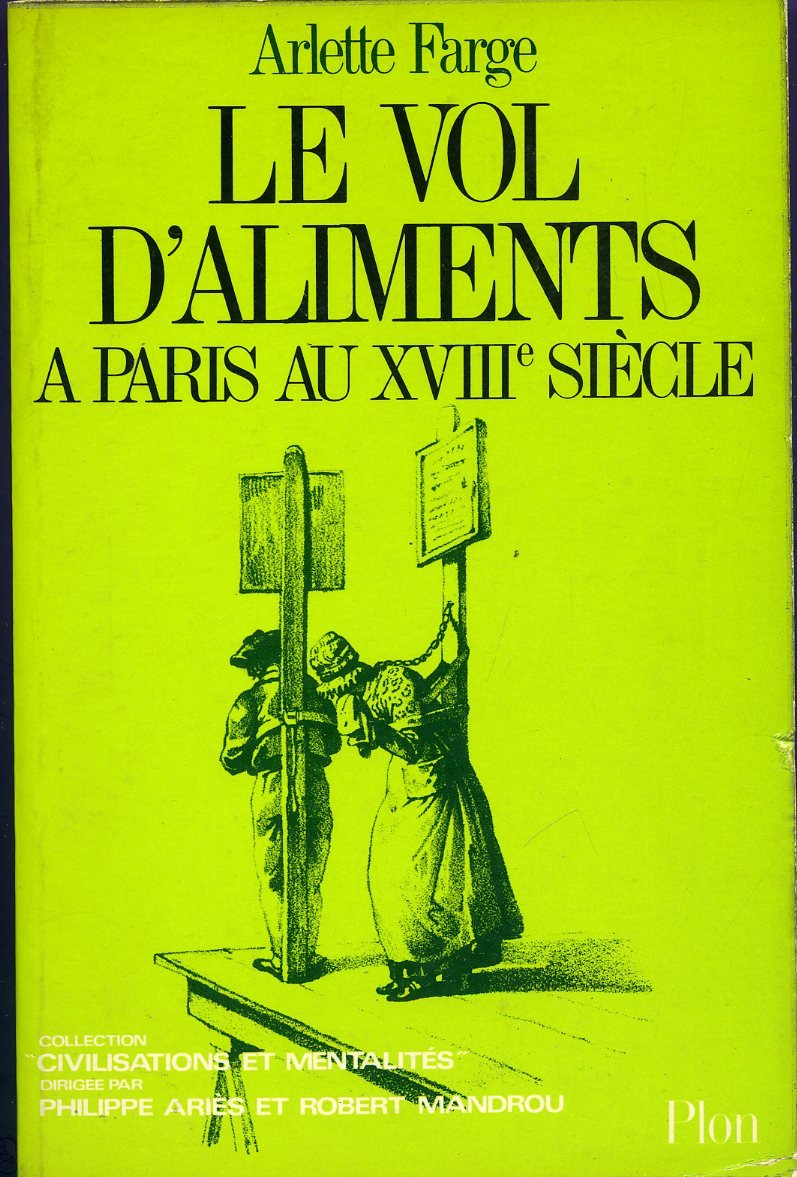 Arlette Farge
LE VOL
D'ALIMENTS
A PARIS AU XVIIIe SIÈCLE
COLLECTION
"CIVILISATIONS ET MENTALITÉS"
DIRIGEE PAR
PHILIPPE ARIÈS ET ROBERT MANDROU
Plon